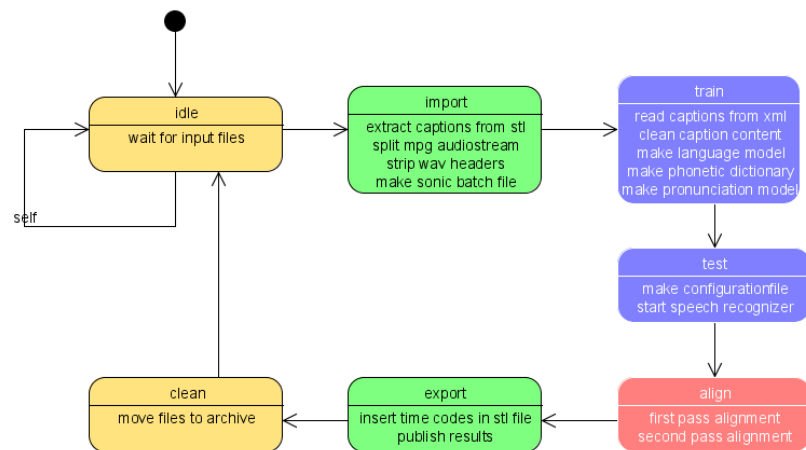 idle
wait for input files
self
import
extract captions from stl
split mpg audiostream
strip wav headers
make sonic batch file
train
read captions from xml
clean caption content
make language model
make phonetic dictionary
make pronunciation model
test
make configurationfile
start speech recognizer
align
first pass alignment
second pass alignment
export
insert time codes in stl file
publish results
clean
move files to archive